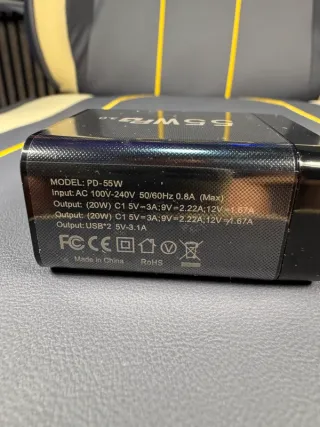 55W
MODEL: PD-55W
Input: AC 100V-240V 50/60Hz 0.8A (Max)
Output: (20W) C1 5V⎓3A;9V⎓2.22A;12V⎓1.67A
Output: (20W) C1 5V⎓3A;9V⎓2.22A;12V⎓1.67A
Output:USB*2 5V-3.1A
FC CE V
Made in China RoHS